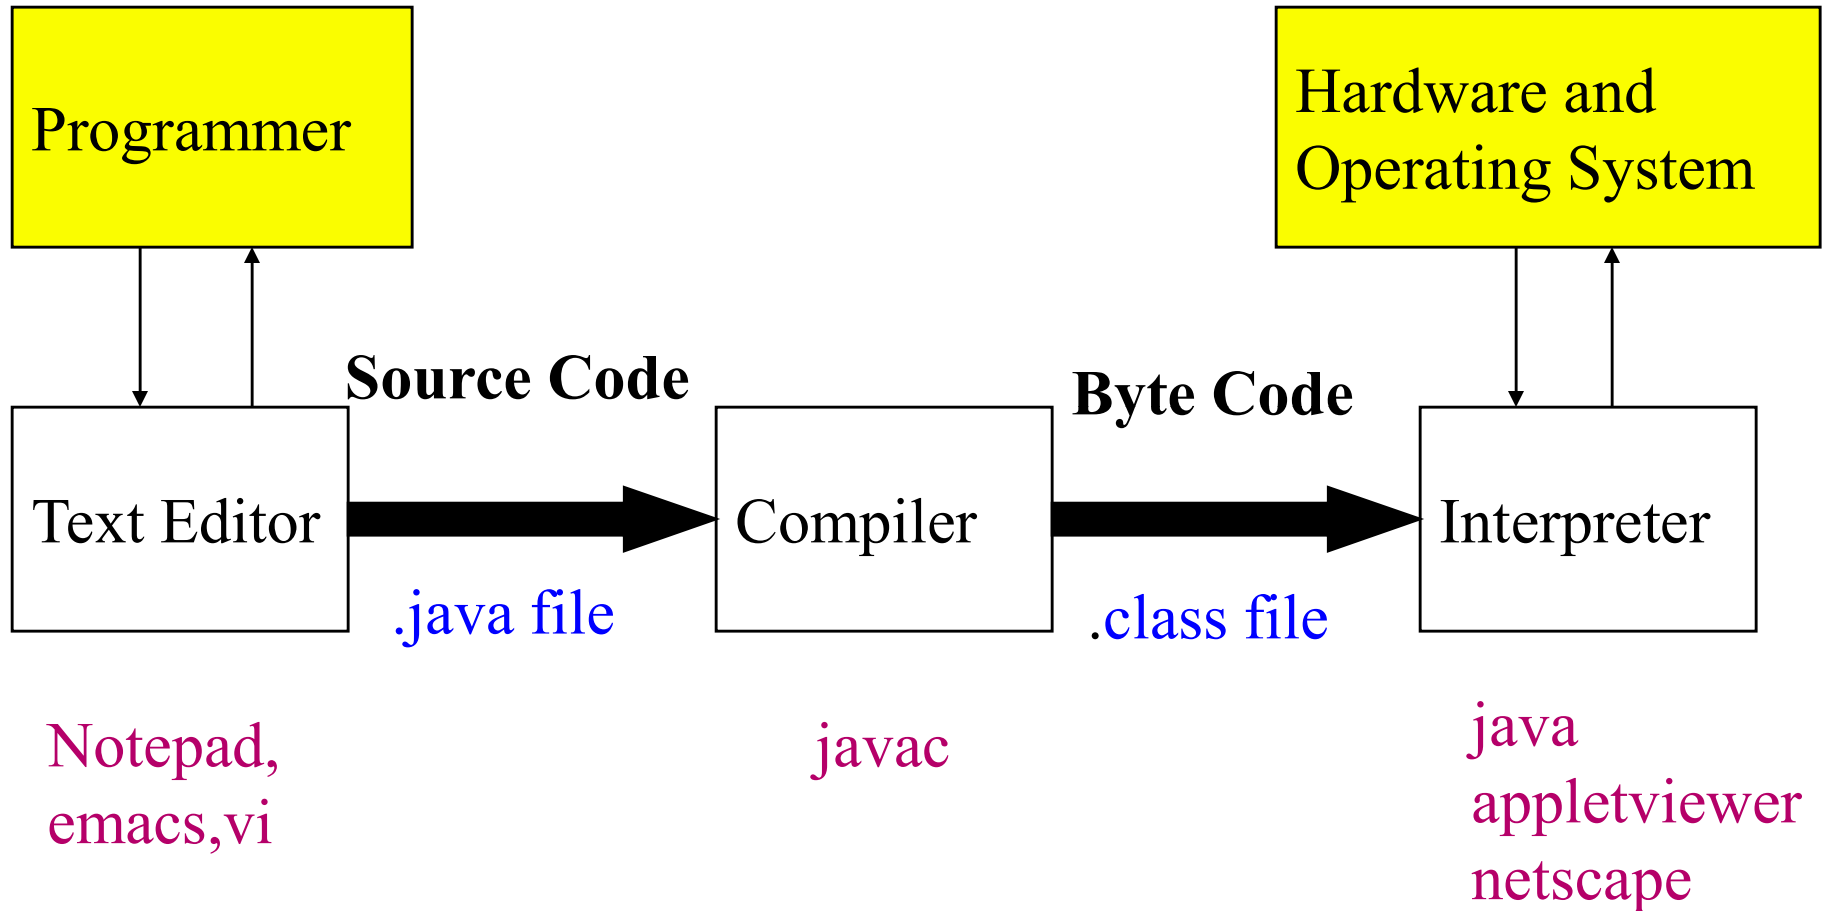 Programmer
Hardware and
Operating System
Source Code
Byte Code
Text Editor
Compiler
Interpreter
.java file
.class file
Notepad,
emacs,vi
javac
java
appletviewer
netscape